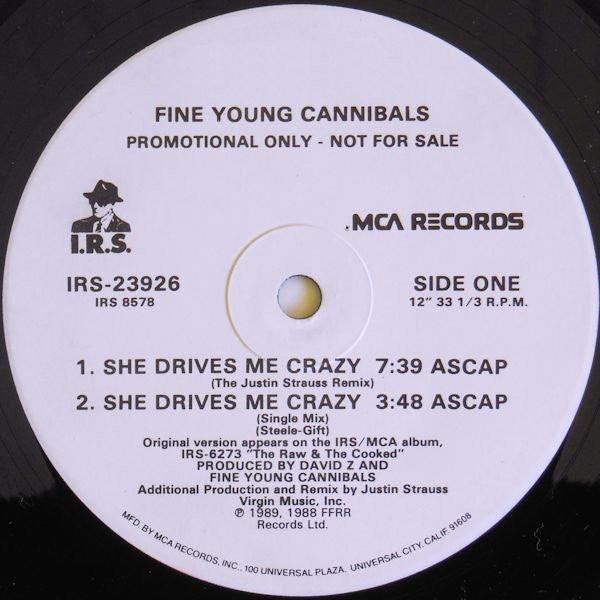 FINE YOUNG CANNIBALS
PROMOTIONAL ONLY - NOT FOR SALE
I.R.S.
MCA RECORDS
IRS-23926
IRS 8578
SIDE ONE
12" 33 1/3 R.P.M.
1. SHE DRIVES ME CRAZY 7:39 ASCAP
(The Justin Strauss Remix)
2. SHE DRIVES ME CRAZY 3:48 ASCAP
(Single Mix)
(Steele-Gift)
Original version appears on the IRS/MCA album,
IRS-6273 "The Raw & The Cooked"
PRODUCED BY DAVID Z AND
FINE YOUNG CANNIBALS
Additional Production and Remix by Justin Strauss
Virgin Music, Inc.
℗ 1989, 1988 FFRR
Records Ltd.
MFD. BY MCA RECORDS, INC., 100 UNIVERSAL PLAZA, UNIVERSAL CITY, CALIF. 91608